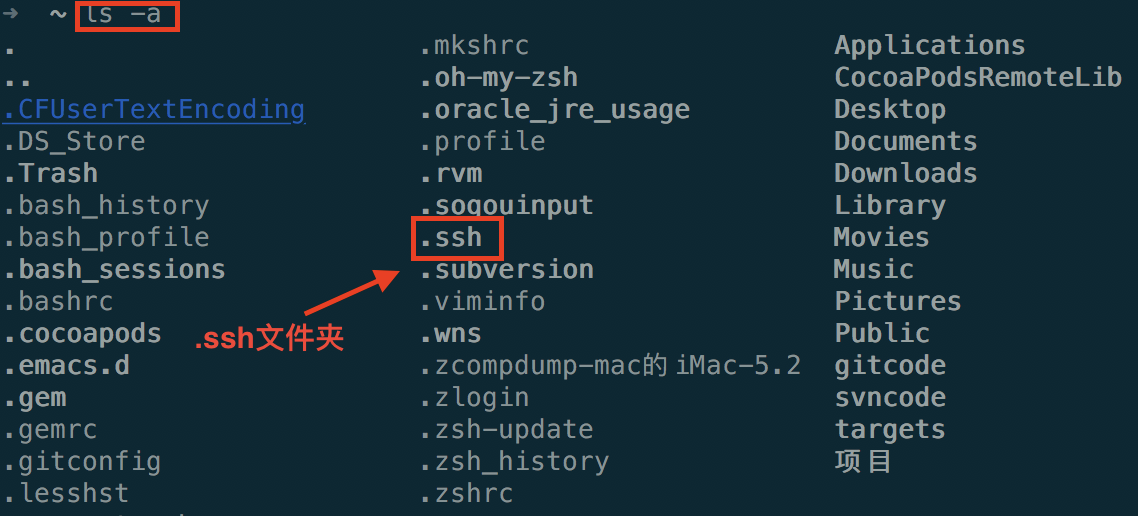 ➜ ~ ls -a
. .mkshrc Applications
.. .oh-my-zsh CocoaPodsRemoteLib
.CFUserTextEncoding .oracle_jre_usage Desktop
.DS_Store .profile Documents
.Trash .rvm Downloads
.bash_history .sogouinput Library
.bash_profile .ssh Movies
.bash_sessions .subversion Music
.bashrc .viminfo Pictures
.cocoapods .wns Public
.ssh文件夹
.emacs.d .zcompdump-mac的 iMac-5.2 gitcode
.gem .zlogin svncode
.gemrc .zsh-update targets
.gitconfig .zsh_history 项目
.lesshst .zshrc